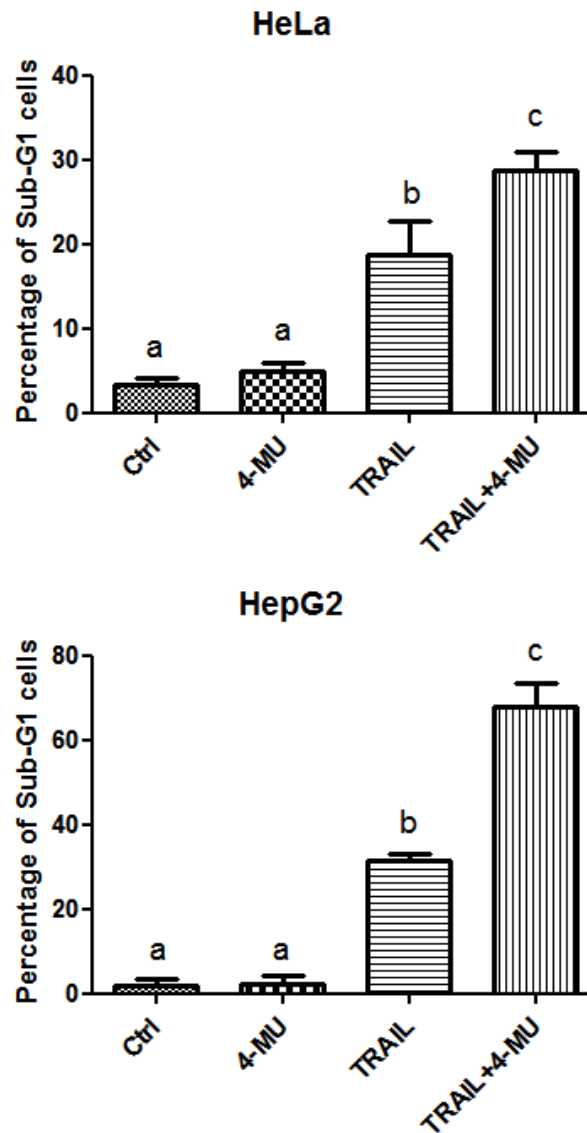 HeLa
Percentage of Sub-G1 cells
40
30
20
10
0
a
a
b
c
Ctrl
4-MU
TRAIL
TRAIL+4-MU
HepG2
Percentage of Sub-G1 cells
80
60
40
20
0
a
a
b
c
Ctrl
4-MU
TRAIL
TRAIL+4-MU